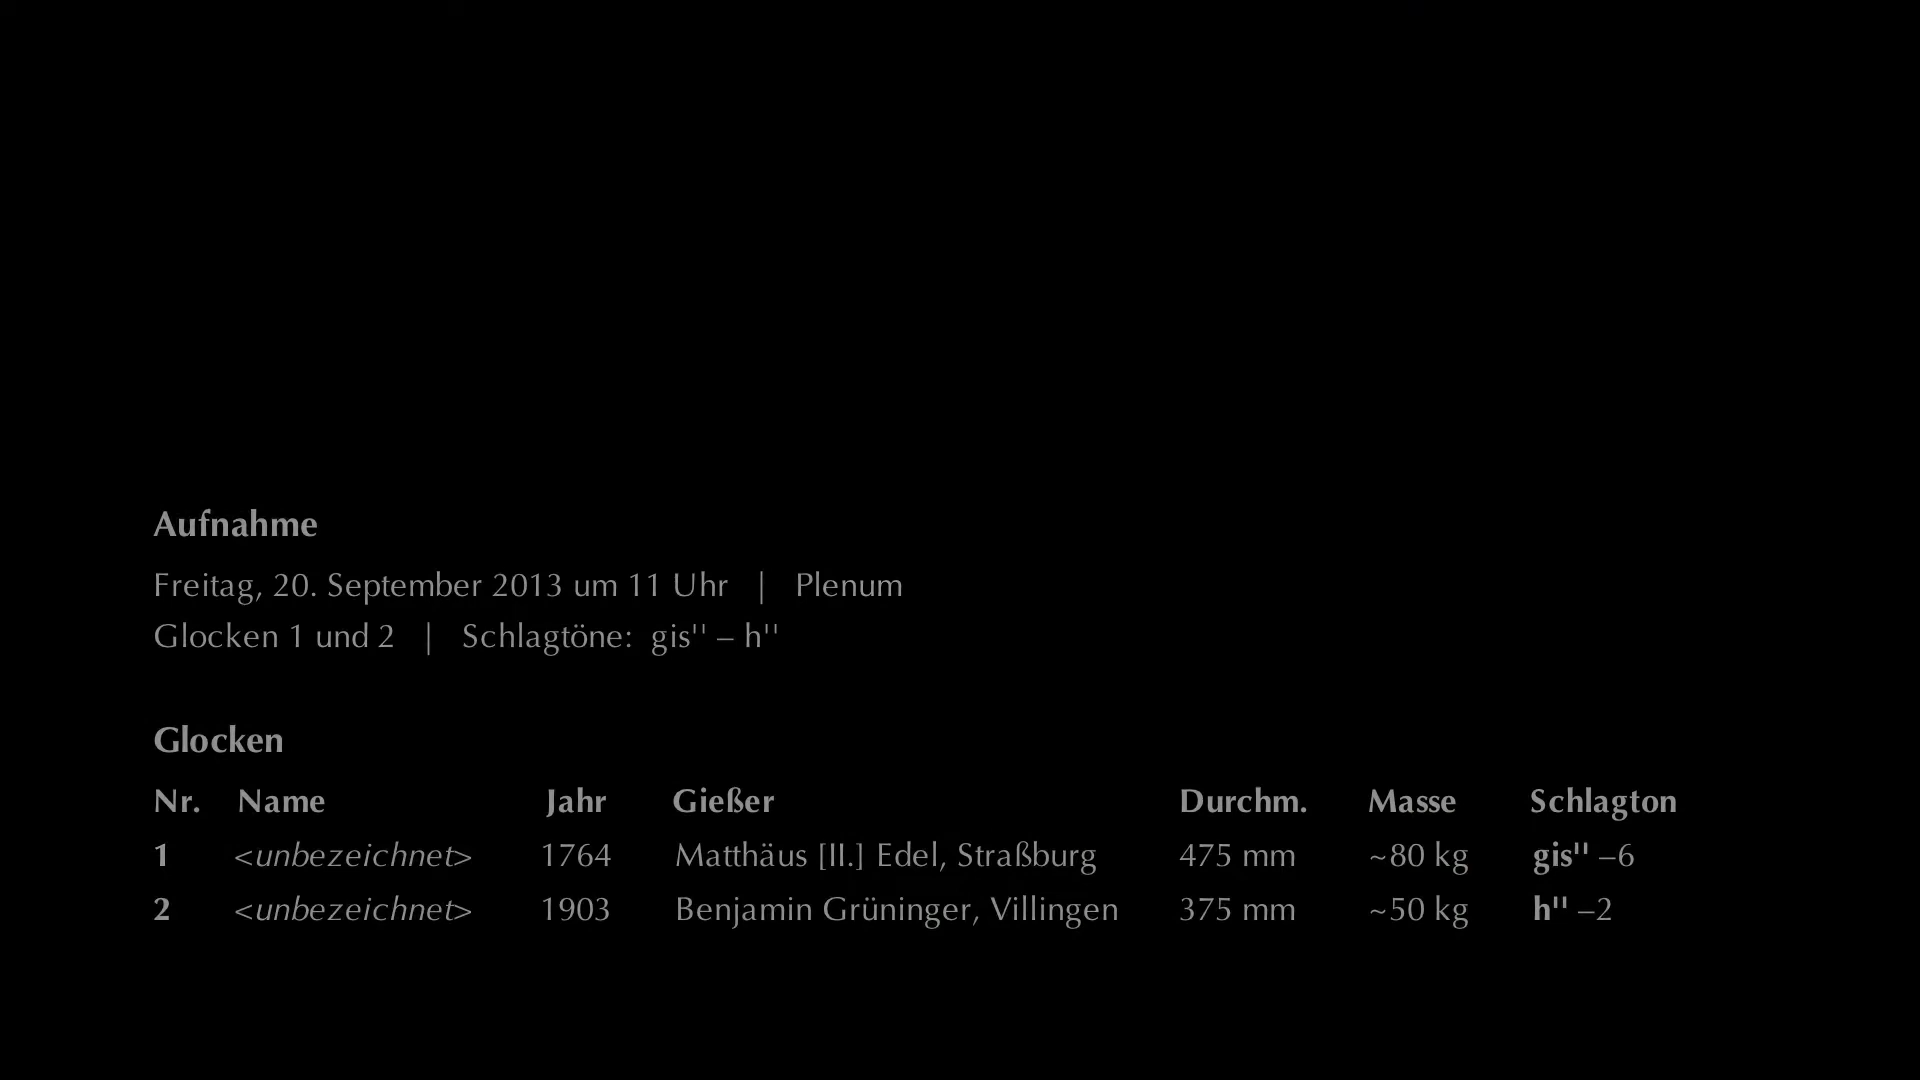 Aufnahme
Freitag, 20. September 2013 um 11 Uhr | Plenum
Glocken 1 und 2 | Schlagtöne: gis'' – h''
Glocken
Nr. Name Jahr Gießer Durchm. Masse Schlagton
1 <unbezeichnet> 1764 Matthäus [II.] Edel, Straßburg 475 mm ~80 kg gis'' –6
2 <unbezeichnet> 1903 Benjamin Grüninger, Villingen 375 mm ~50 kg h'' –2